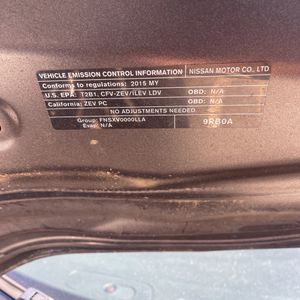 VEHICLE EMISSION CONTROL INFORMATION NISSAN MOTOR CO., LTD
Conforms to regulations: 2015 MY
U.S. EPA: T2B1, CFV-ZEV/ILEV LDV OBD: N/A
California: ZEV PC OBD: N/A
NO ADJUSTMENTS NEEDED
Group: FNSXV0000LLA
Evap: N/A
9RB0A